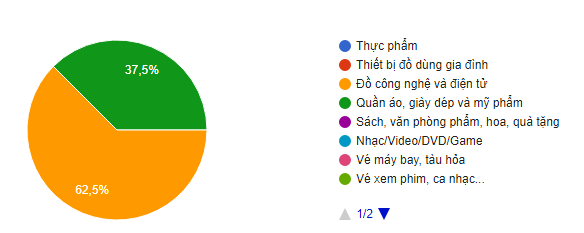 37,5%
62,5%
Thực phẩm
Thiết bị đồ dùng gia đình
Đồ công nghệ và điện tử
Quần áo, giày dép và mỹ phẩm
Sách, văn phòng phẩm, hoa, quà tặng
Nhạc/Video/DVD/Game
Vé máy bay, tàu hỏa
Vé xem phim, ca nhạc...
1/2